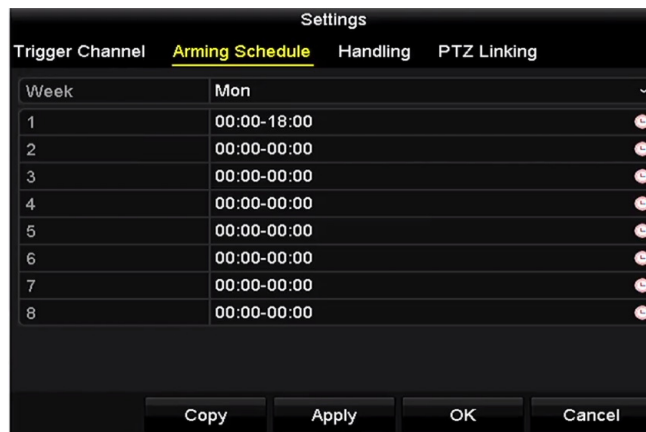 Settings
Trigger Channel Arming Schedule Handling PTZ Linking
Week Mon
1 00:00-18:00
2 00:00-00:00
3 00:00-00:00
4 00:00-00:00
5 00:00-00:00
6 00:00-00:00
7 00:00-00:00
8 00:00-00:00
Copy Apply OK Cancel